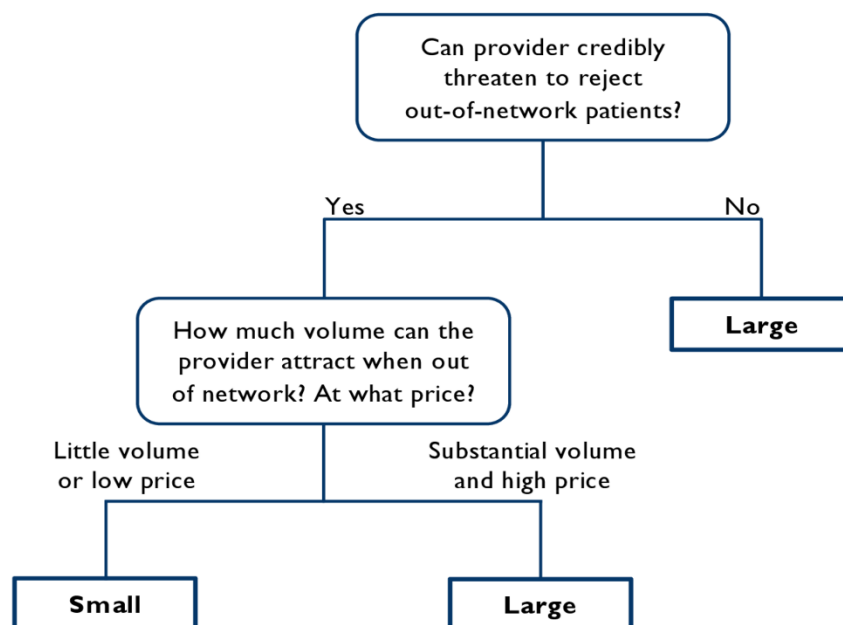 Can provider credibly
threaten to reject
out-of-network patients?
Yes
No
How much volume can the
provider attract when out
of network? At what price?
Large
Little volume
or low price
Substantial volume
and high price
Small
Large